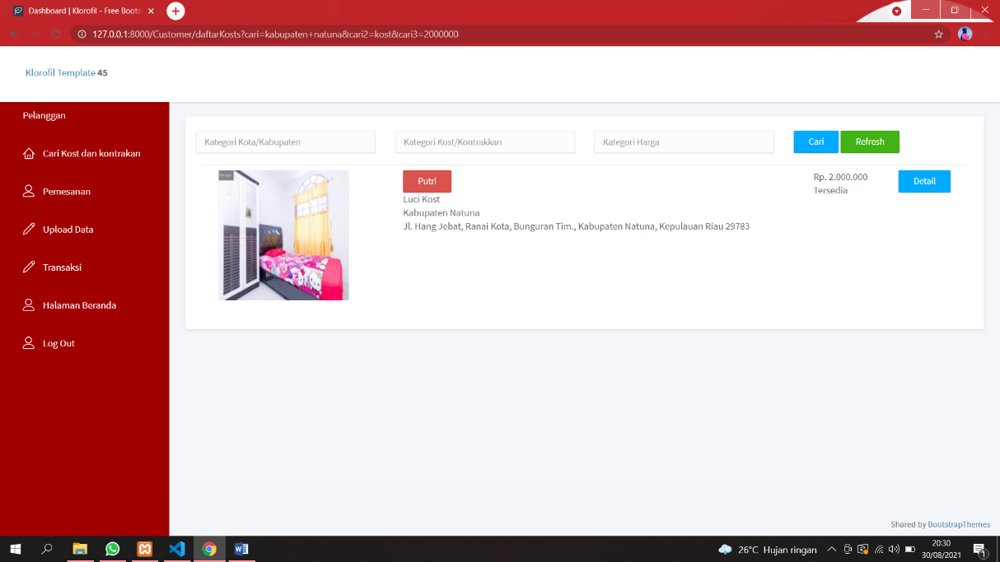 Dashboard | Klorofil - Free Boots
127.0.0.1:8000/Customer/daftarKosts?cari=kabupaten+natuna&cari2=kost&cari3=2000000
Klorofil Template 45
Pelanggan
Cari Kost dan kontrakan
Pemesanan
Upload Data
Transaksi
Halaman Beranda
Log Out
Kategori Kota/Kabupaten
Kategori Kost/Kontrakkan
Kategori Harga
Cari
Refresh
Putri
Luci Kost
Kabupaten Natuna
Jl. Hang Jebat, Ranai Kota, Bunguran Tim., Kabupaten Natuna, Kepulauan Riau 29783
Rp. 2.000.000
Tersedia
Detail
Shared by BootstrapThemes
26°C Hujan ringan
20:30
30/08/2021
1